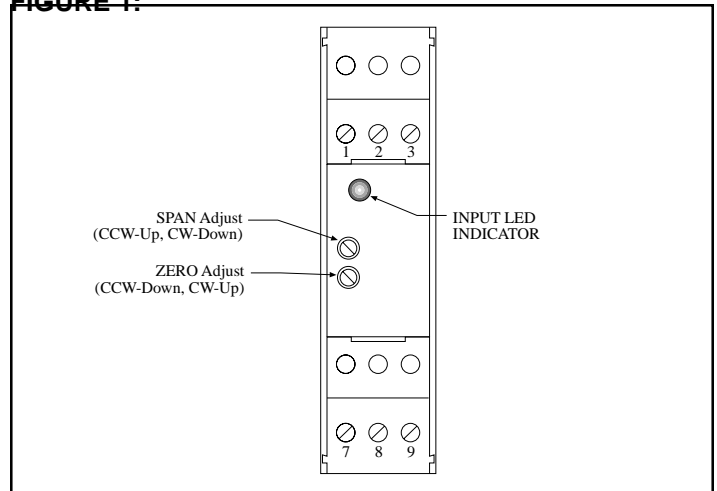 FIGURE 1:
1 2 3
SPAN Adjust
(CCW-Up, CW-Down)
INPUT LED
INDICATOR
ZERO Adjust
(CCW-Down, CW-Up)
7 8 9